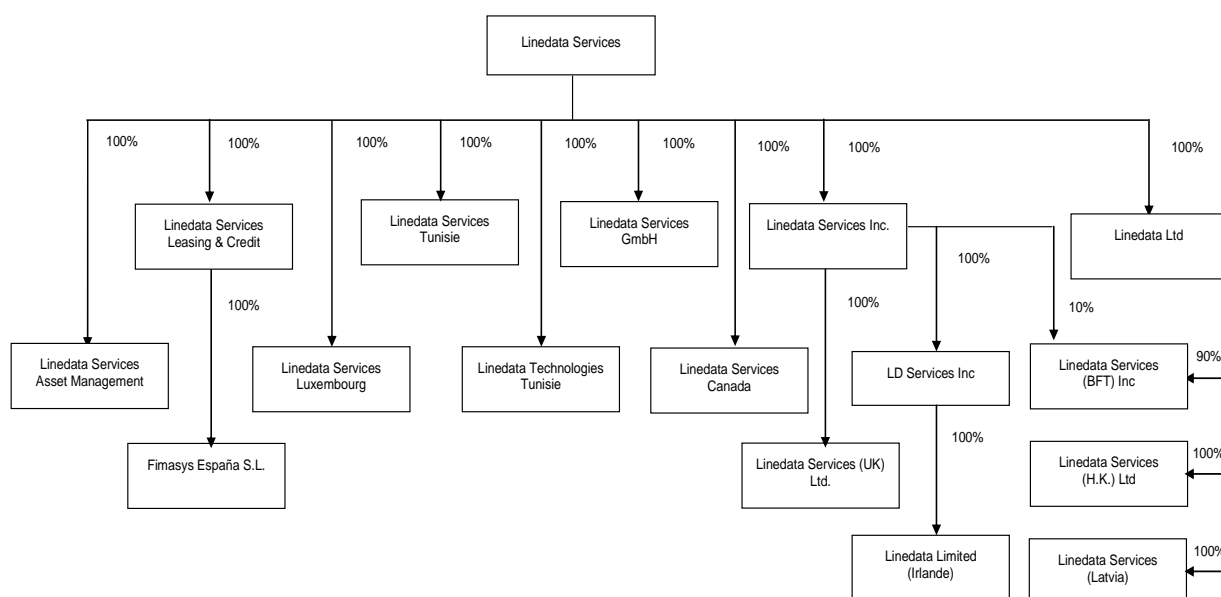 Linedata Services
100%
100%
100%
100%
100%
100%
100%
100%
100%
Linedata Services
Leasing & Credit
Linedata Services
Tunisie
Linedata Services
GmbH
Linedata Services Inc.
Linedata Ltd
100%
100%
100%
10%
Linedata Services
Asset Management
Linedata Services
Luxembourg
Linedata Technologies
Tunisie
Linedata Services
Canada
LD Services Inc
Linedata Services
(BFT) Inc
90%
Fimasys España S.L.
Linedata Services (UK)
Ltd.
100%
Linedata Services
(H.K.) Ltd
100%
Linedata Limited
(Irlande)
Linedata Services
(Latvia)
100%